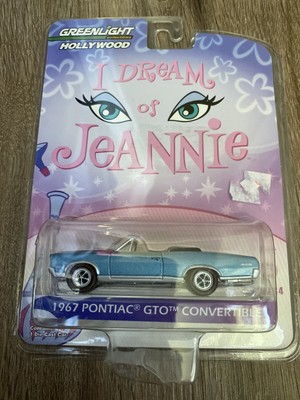 GREENLIGHT
HOLLYWOOD
I DREAM
of
JEANNIE
1967 PONTIAC® GTO™ CONVERTIBLE